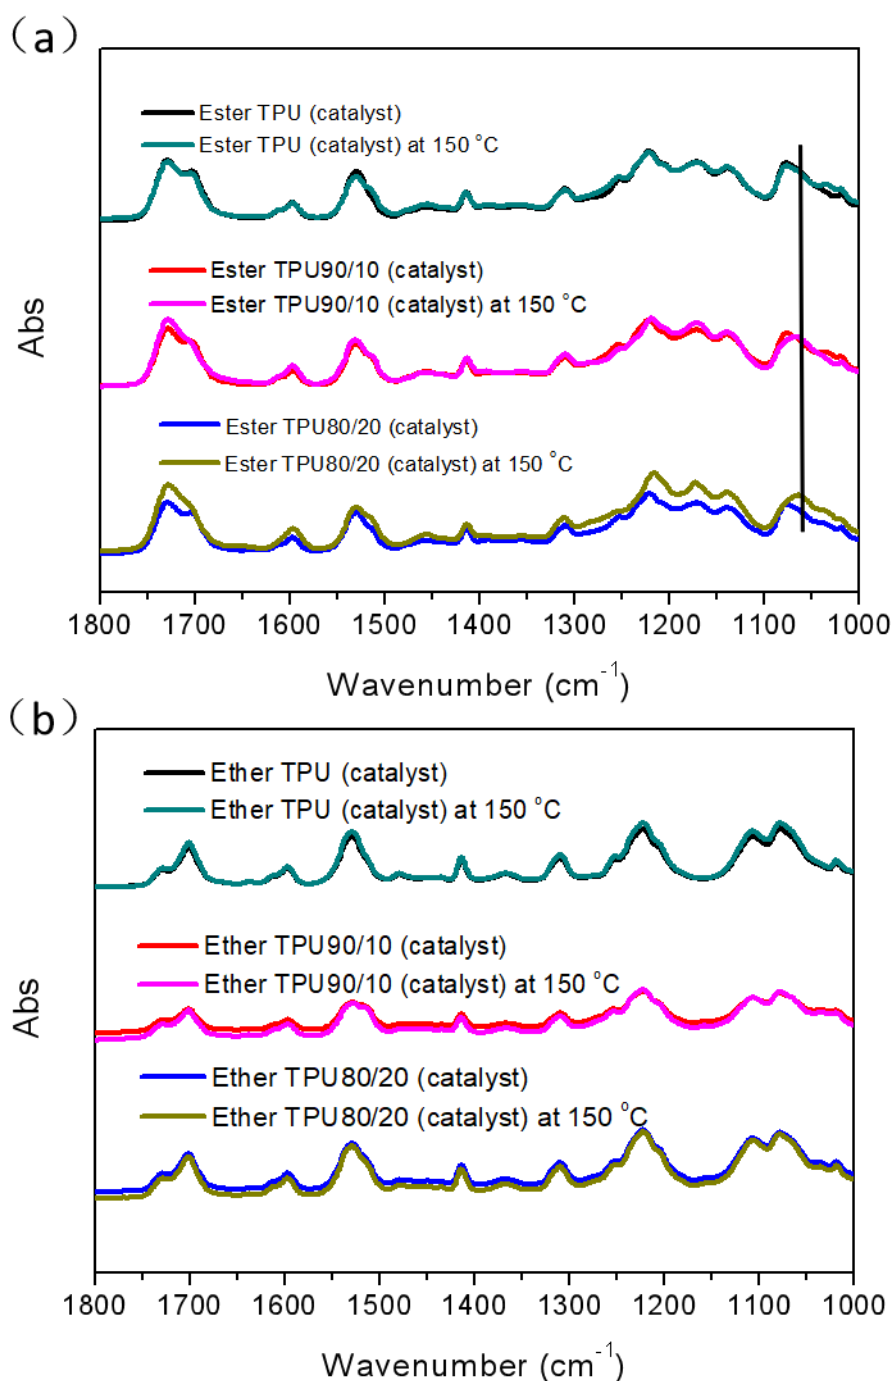 （a）
Ester TPU (catalyst)
Ester TPU (catalyst) at 150 °C
Ester TPU90/10 (catalyst)
Ester TPU90/10 (catalyst) at 150 °C
Ester TPU80/20 (catalyst)
Ester TPU80/20 (catalyst) at 150 °C
Abs
1800 1700 1600 1500 1400 1300 1200 1100 1000
Wavenumber (cm⁻¹)
（b）
Ether TPU (catalyst)
Ether TPU (catalyst) at 150 °C
Ether TPU90/10 (catalyst)
Ether TPU90/10 (catalyst) at 150 °C
Ether TPU80/20 (catalyst)
Ether TPU80/20 (catalyst) at 150 °C
Abs
1800 1700 1600 1500 1400 1300 1200 1100 1000
Wavenumber (cm⁻¹)